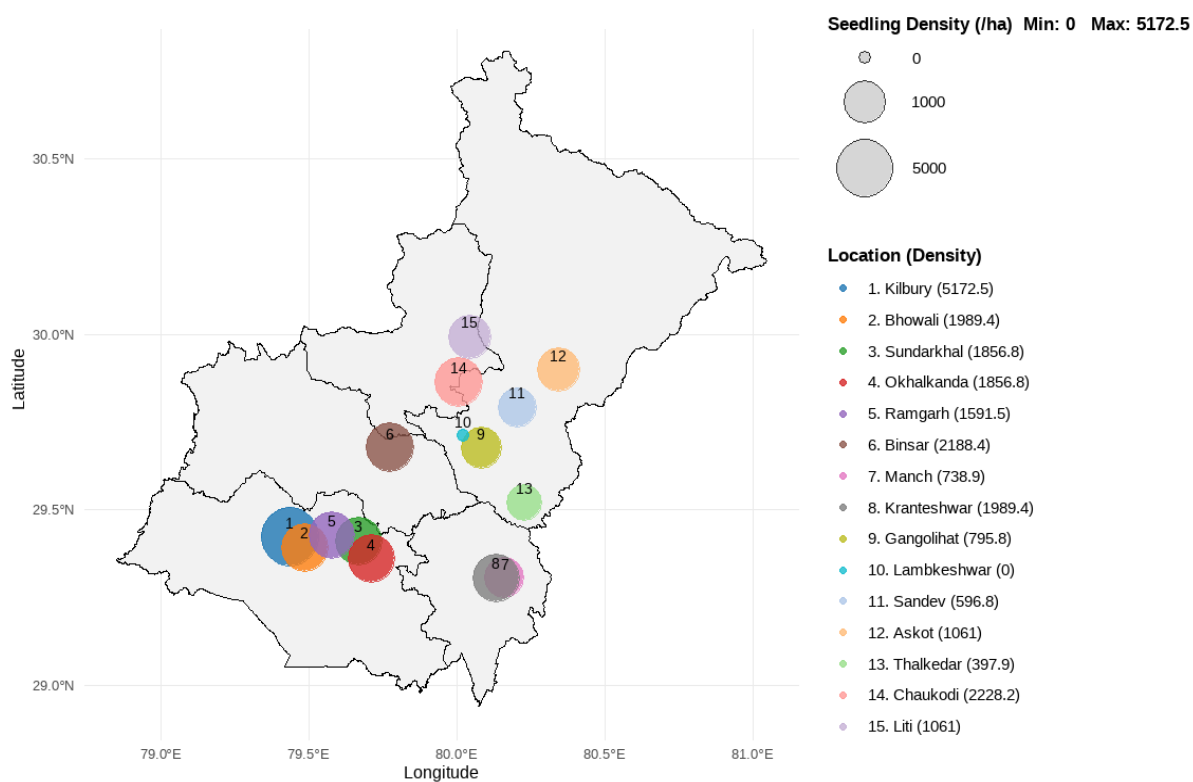 Seedling Density (/ha)  Min: 0   Max: 5172.5
0
1000
5000
Location (Density)
1. Kilbury (5172.5)
2. Bhowali (1989.4)
3. Sundarkhal (1856.8)
4. Okhalkanda (1856.8)
5. Ramgarh (1591.5)
6. Binsar (2188.4)
7. Manch (738.9)
8. Kranteshwar (1989.4)
9. Gangolihat (795.8)
10. Lambkeshwar (0)
11. Sandev (596.8)
12. Askot (1061)
13. Thalkedar (397.9)
14. Chaukodi (2228.2)
15. Liti (1061)
Latitude
30.5°N
30.0°N
29.5°N
29.0°N
15
12
14
11
10
6
9
13
1
5
2
3
4
8
7
79.0°E
79.5°E
80.0°E
80.5°E
81.0°E
Longitude